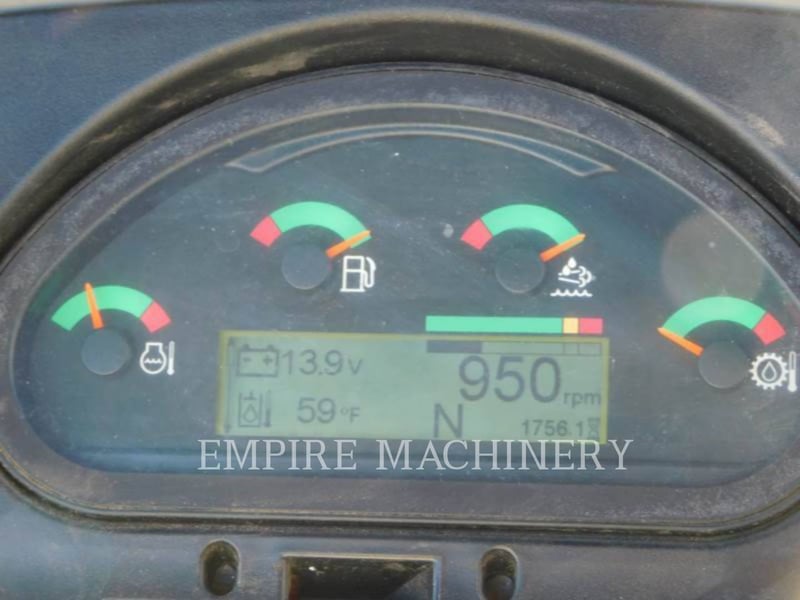 13.9v
950 rpm
59°F
N
1756.1
EMPIRE MACHINERY